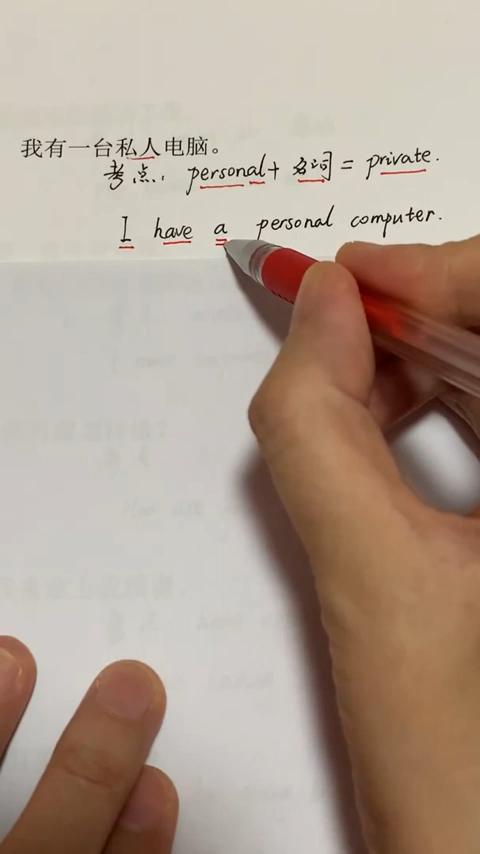 我有一台私人电脑。
考点: personal+名词 = private.
I have a personal computer.